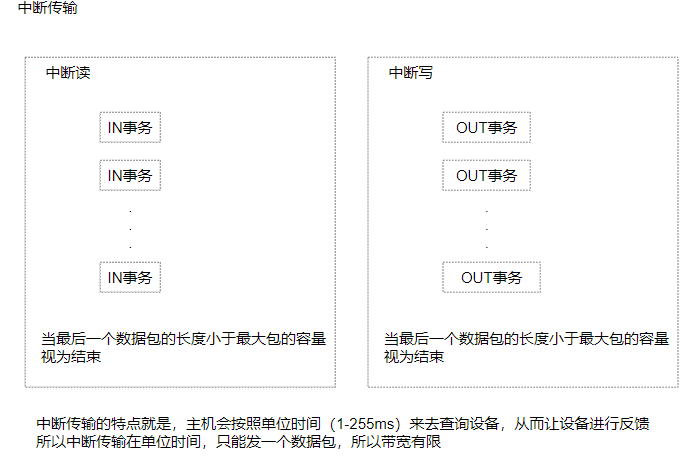 中断传输
中断读
IN事务
IN事务
.
.
.
IN事务
当最后一个数据包的长度小于最大包的容量
视为结束
中断写
OUT事务
OUT事务
.
.
.
OUT事务
当最后一个数据包的长度小于最大包的容量
视为结束
中断传输的特点就是，主机会按照单位时间（1-255ms）来去查询设备，从而让设备进行反馈
所以中断传输在单位时间，只能发一个数据包，所以带宽有限